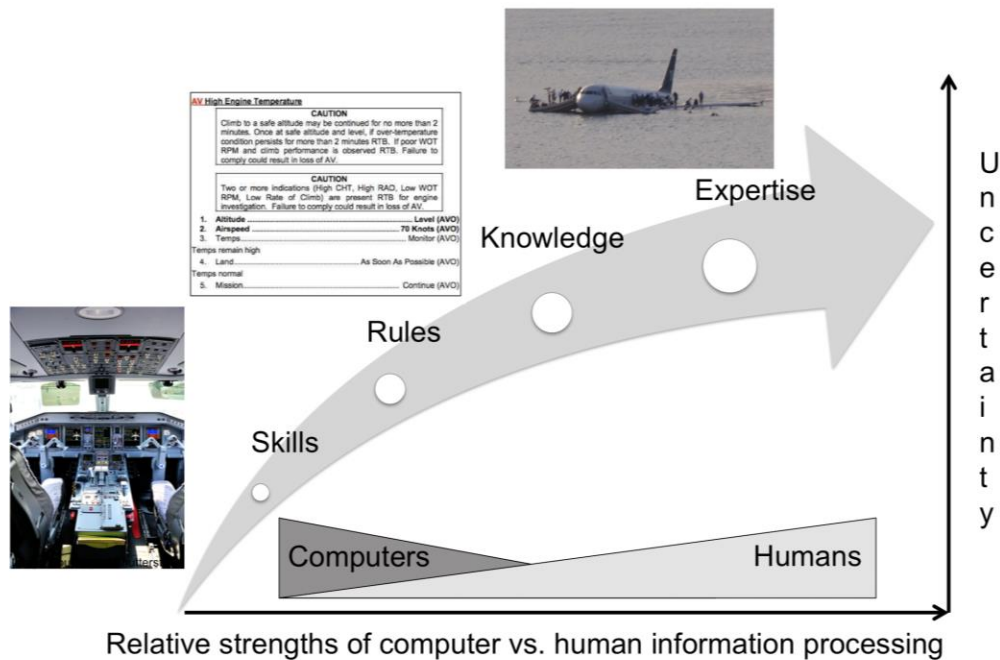 AV High Engine Temperature
CAUTION
Climb to a safe altitude may be continued for no more than 2
minutes. Once at safe altitude and level, if over-temperature
condition persists for more than 2 minutes RTB. If poor WOT
RPM and climb performance is observed RTB. Failure to
comply could result in loss of AV.
CAUTION
Two or more indications (High CHT, High RAO, Low WOT
RPM, Low Rate of Climb) are present RTB for engine
investigation. Failure to comply could result in loss of AV.
1. Altitude ........ Level (AVO)
2. Airspeed ........ 70 Knots (AVO)
3. Temps ........ Monitor (AVO)
Temps remain high
4. Land ........ As Soon As Possible (AVO)
Temps normal
5. Mission ........ Continue (AVO)
Expertise
Knowledge
Rules
Skills
Computers
Humans
Uncertainty
Relative strengths of computer vs. human information processing